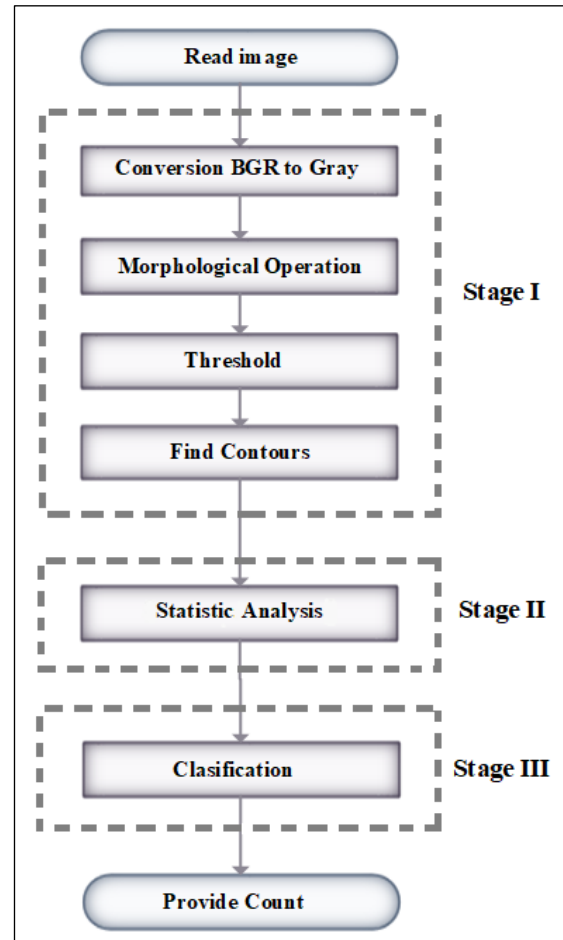 Read image
Conversion BGR to Gray
Morphological Operation
Stage I
Threshold
Find Contours
Statistic Analysis
Stage II
Clasification
Stage III
Provide Count